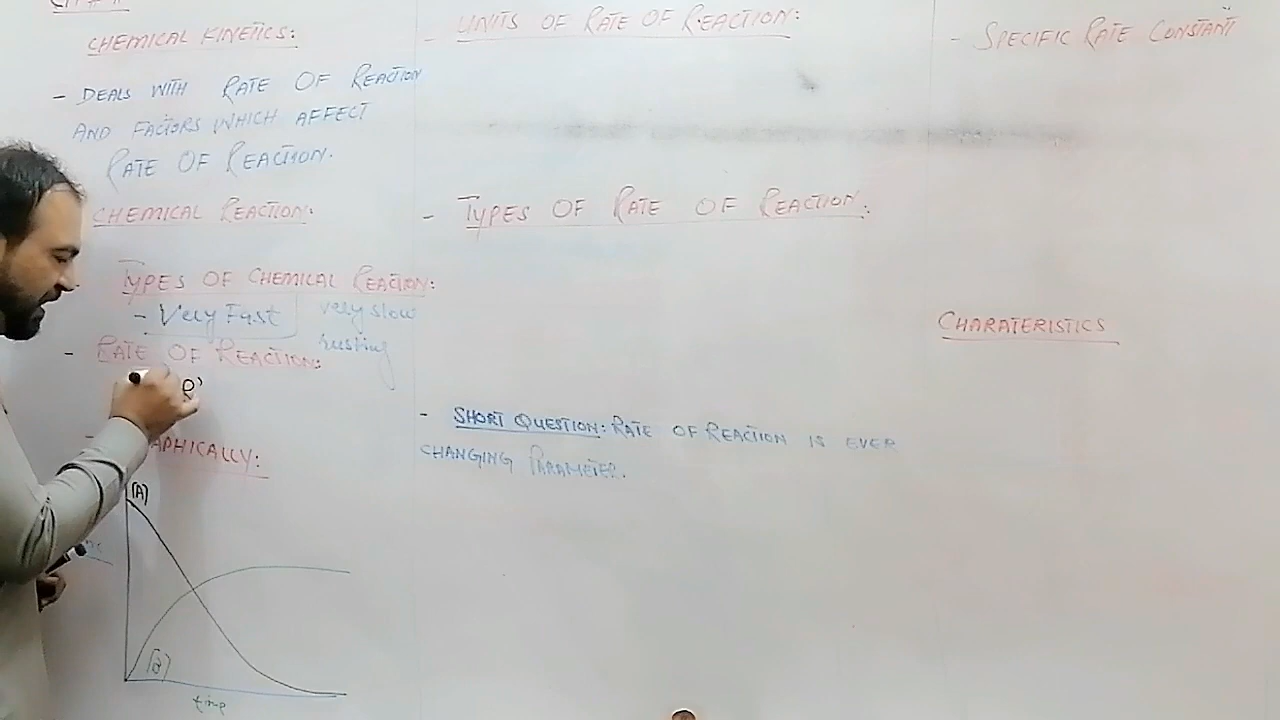 CHEMICAL KINETICS:
- DEALS WITH RATE OF REACTION
AND FACTORS WHICH AFFECT
RATE OF REACTION.
CHEMICAL REACTION:
TYPES OF CHEMICAL REACTION:
- Very Fast very slow
rusting
- RATE OF REACTION:
-
APHICALLY:
[A]
time
- UNITS OF RATE OF REACTION:
- TYPES OF RATE OF REACTION:
- SHORT QUESTION: RATE OF REACTION IS EVER
CHANGING PARAMETER.
- SPECIFIC RATE CONSTANT
CHARATERISTICS